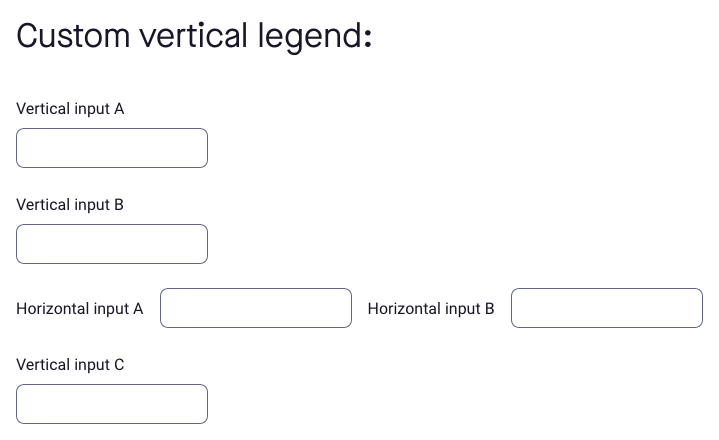 Custom vertical legend:
Vertical input A
Vertical input B
Horizontal input A Horizontal input B
Vertical input C